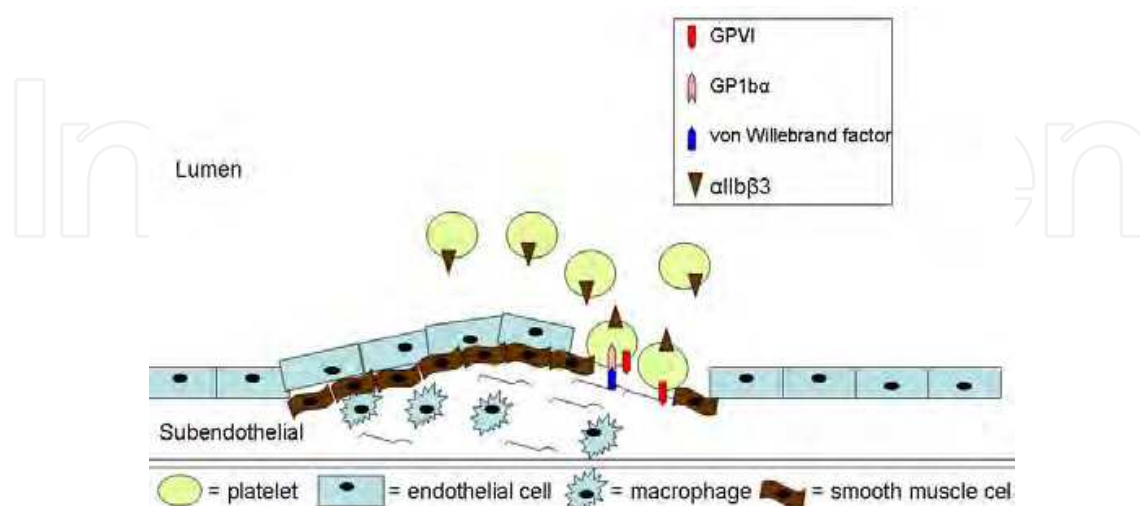 GPVI
GP1bα
von Willebrand factor
αIIbβ3
Lumen
Subendothelial
= platelet = endothelial cell = macrophage = smooth muscle cel